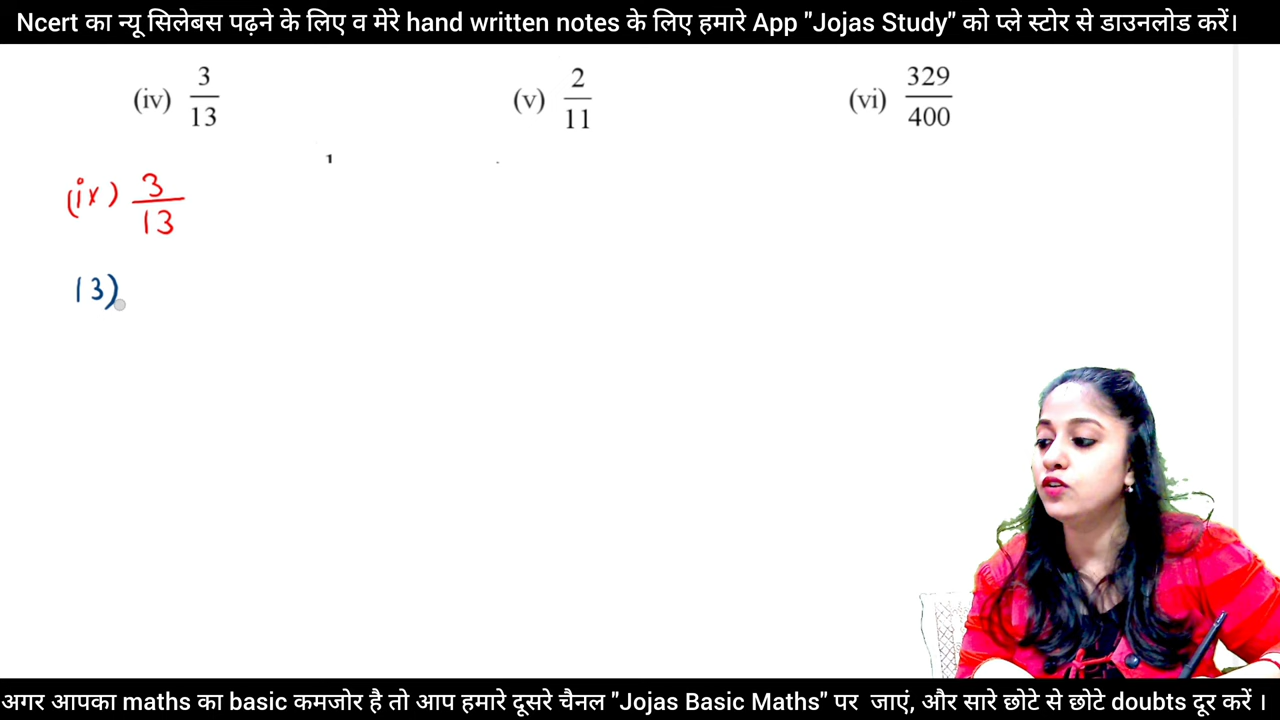 Ncert का न्यू सिलेबस पढ़ने के लिए व मेरे hand written notes के लिए हमारे App "Jojas Study" को प्ले स्टोर से डाउनलोड करें।
(iv) 3/13 (v) 2/11 (vi) 329/400
(iv) 3/13
13)
अगर आपका maths का basic कमजोर है तो आप हमारे दूसरे चैनल "Jojas Basic Maths" पर जाएं, और सारे छोटे से छोटे doubts दूर करें ।